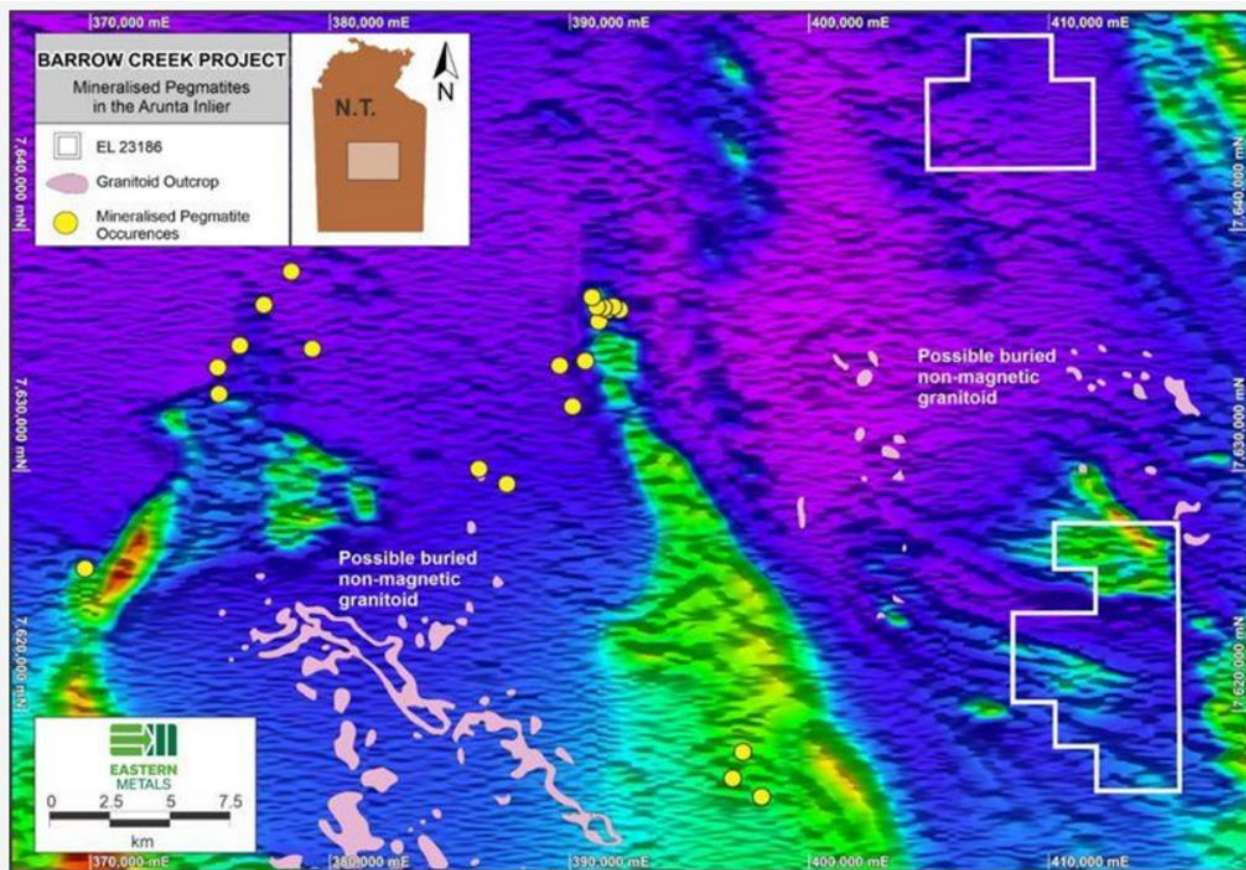 370,000 mE
380,000 mE
390,000 mE
400,000 mE
410,000 mE
BARROW CREEK PROJECT
Mineralised Pegmatites
in the Arunta Inlier
EL 23186
Granitoid Outcrop
Mineralised Pegmatite
Occurences
N.T.
N
7,640,000 mN
7,640,000 mN
Possible buried
non-magnetic
granitoid
7,630,000 mN
7,630,000 mN
Possible buried
non-magnetic
granitoid
7,620,000 mN
7,620,000 mN
EASTERN
METALS
0 2.5 5 7.5
km
370,000 mE
380,000 mE
390,000 mE
400,000 mE
410,000 mE